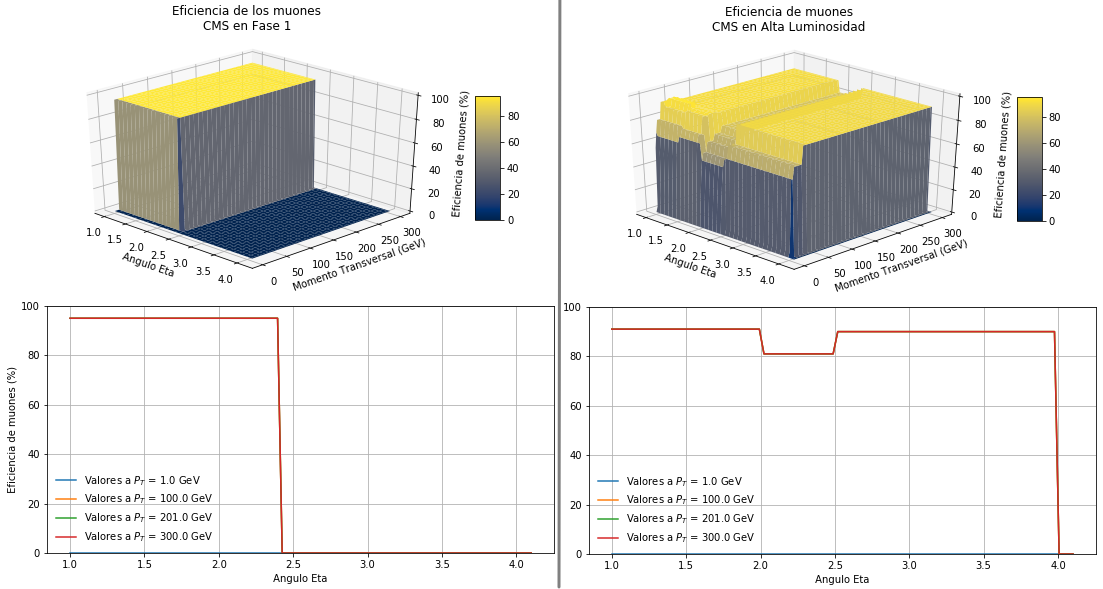 Eficiencia de los muones
CMS en Fase 1
100
80
60
40
20
0
Eficiencia de muones (%)
80
60
40
20
0
1.0
1.5
2.0
2.5
3.0
3.5
4.0
Angulo Eta
0
50
100
150
200
250
300
Momento Transversal (GeV)
Eficiencia de muones
CMS en Alta Luminosidad
100
80
60
40
20
0
Eficiencia de muones (%)
80
60
40
20
0
1.0
1.5
2.0
2.5
3.0
3.5
4.0
Angulo Eta
0
50
100
150
200
250
300
Momento Transversal (GeV)
100
80
60
40
20
0
Eficiencia de muones (%)
Valores a P_T = 1.0 GeV
Valores a P_T = 100.0 GeV
Valores a P_T = 201.0 GeV
Valores a P_T = 300.0 GeV
1.0 1.5 2.0 2.5 3.0 3.5 4.0
Angulo Eta
100
80
60
40
20
0
Valores a P_T = 1.0 GeV
Valores a P_T = 100.0 GeV
Valores a P_T = 201.0 GeV
Valores a P_T = 300.0 GeV
1.0 1.5 2.0 2.5 3.0 3.5 4.0
Angulo Eta